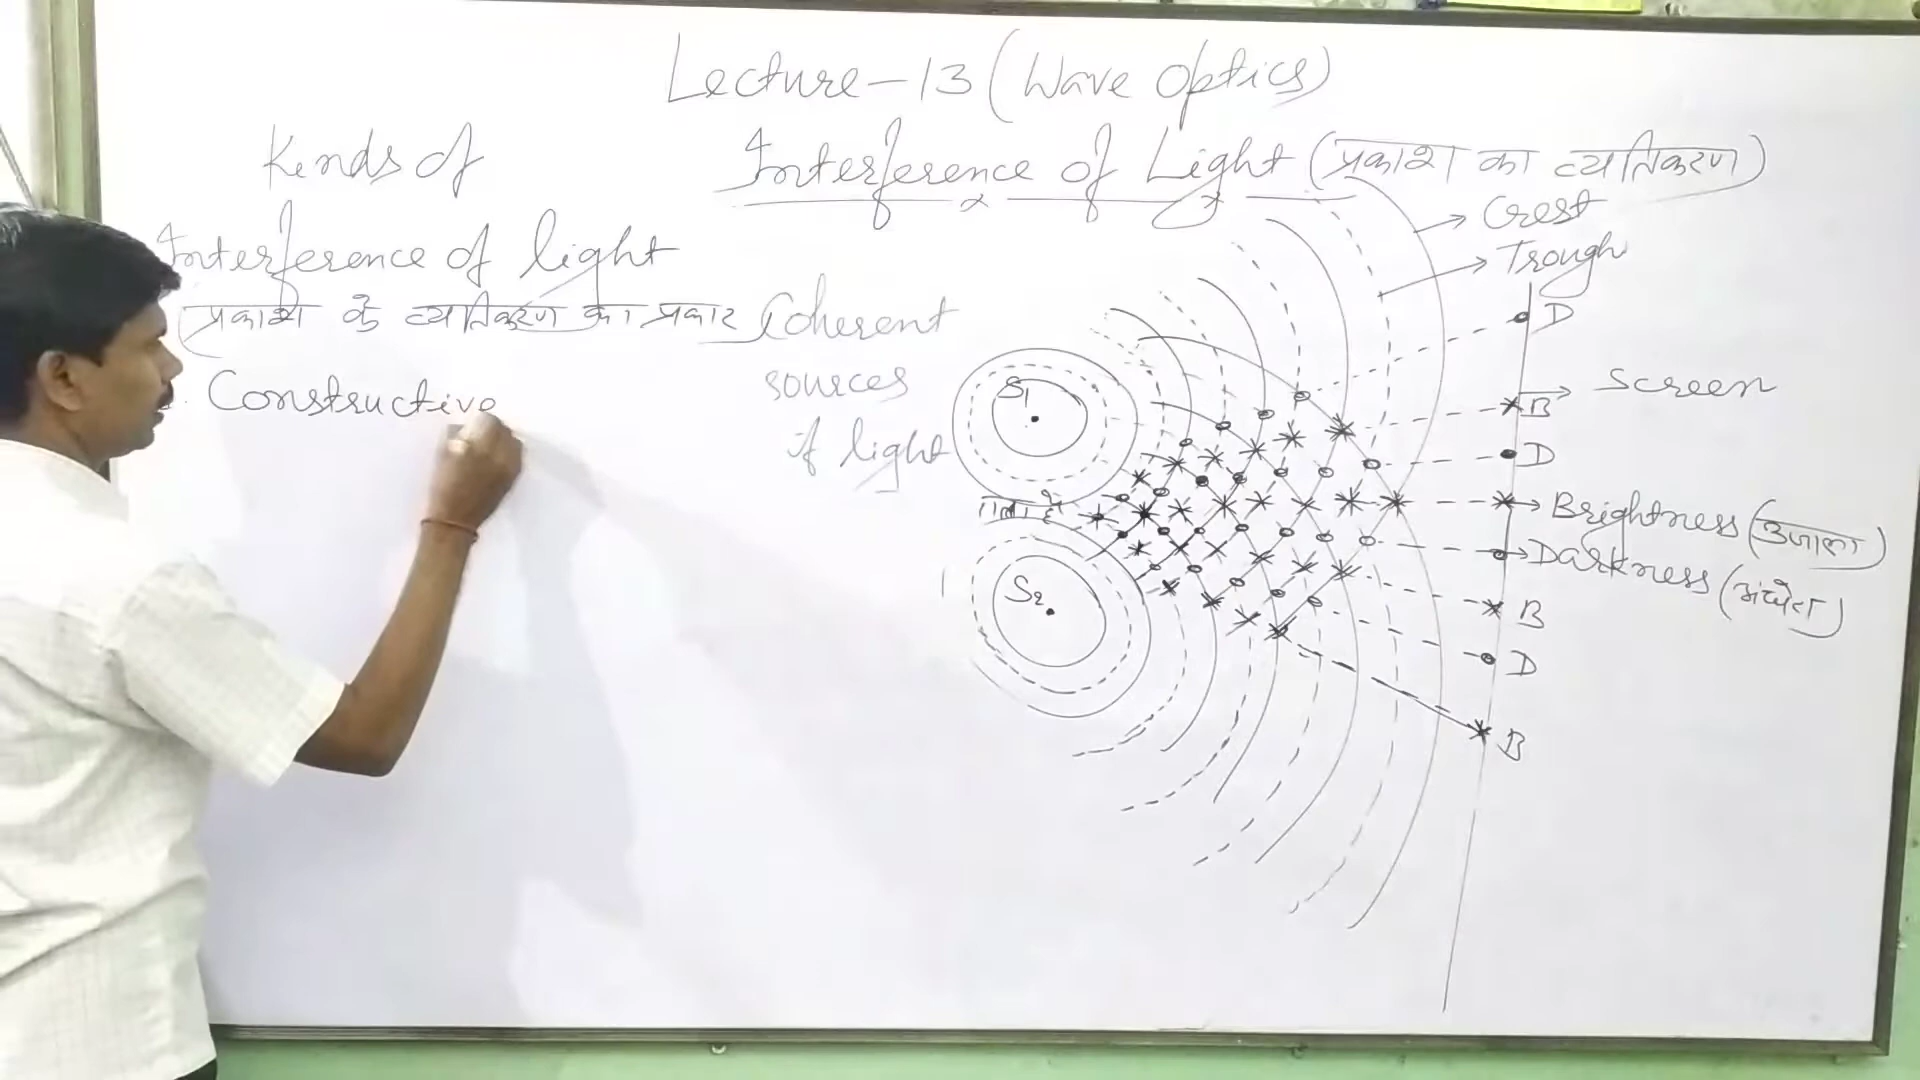 Lecture-13 (Wave Optics)
Kinds of
Interference of light
प्रकाश के व्यतिकरण का प्रकार
Constructive
Interference of Light (प्रकाश का व्यतिकरण)
Crest
Trough
Coherent
sources
of light
S1
S2
D
B
Screen
D
Brightness (उजाला)
Darkness (अंधेरा)
B
D
B